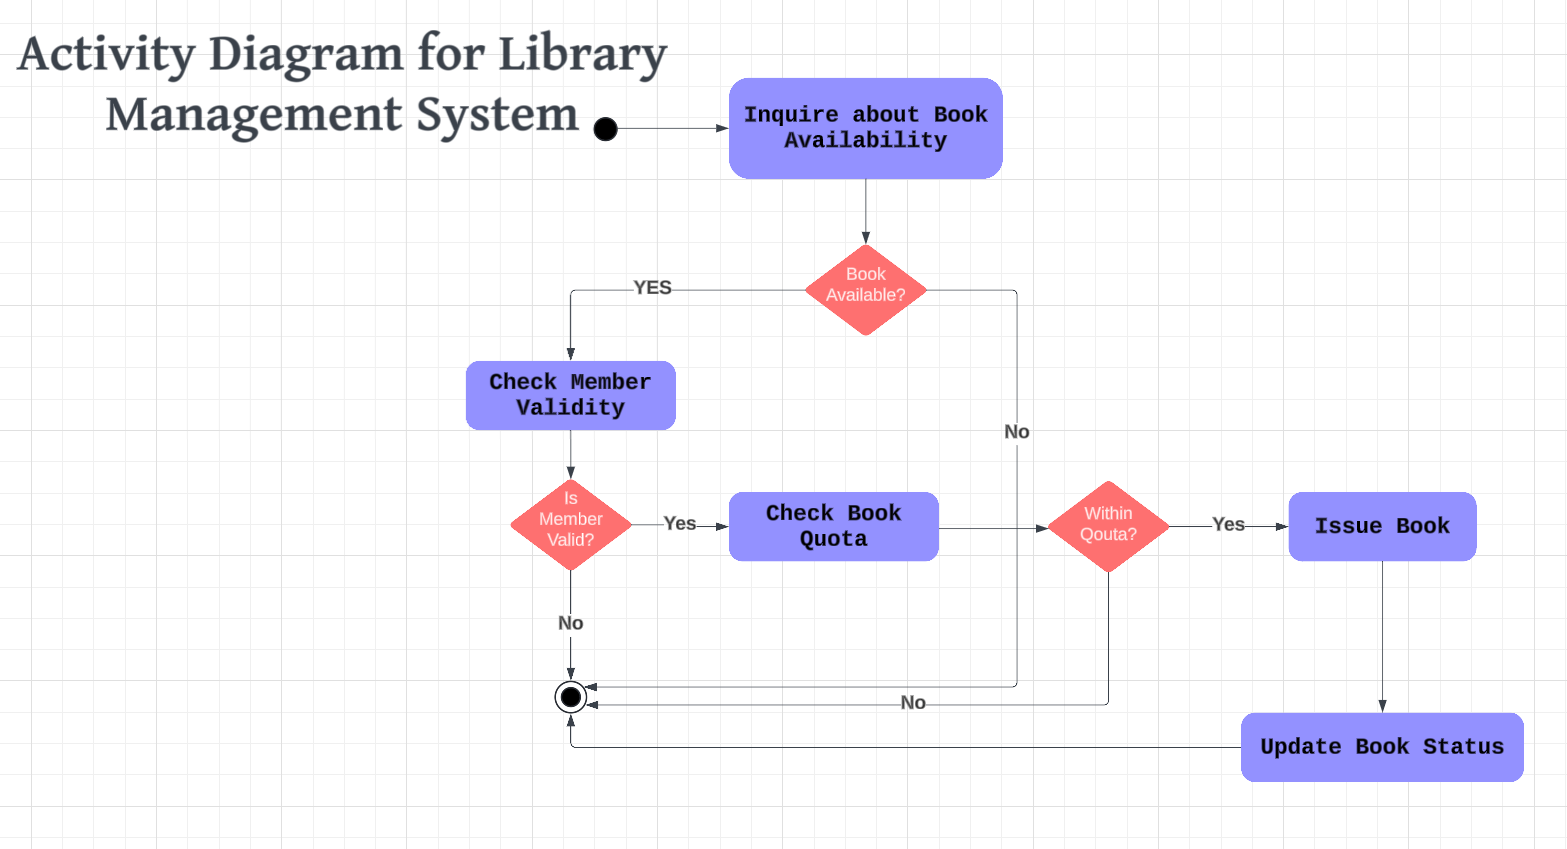 Activity Diagram for Library
Management System
Inquire about Book
Availability
Book
Available?
YES
Check Member
Validity
No
Is
Member
Valid?
Yes
Check Book
Quota
Within
Qouta?
Yes
Issue Book
No
No
Update Book Status